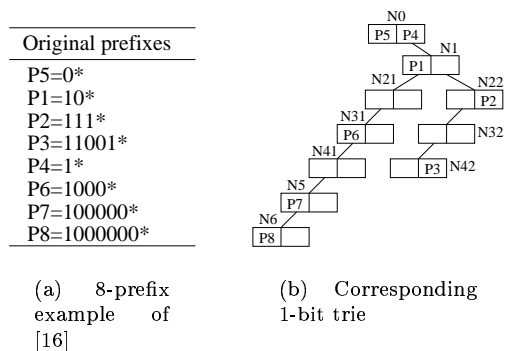 Original prefixes
P5=0*
P1=10*
P2=111*
P3=11001*
P4=1*
P6=1000*
P7=100000*
P8=1000000*
(a) 8-prefix
example of
[16]
N0
P5 P4
N1
P1
N21 N22
P2
N31
P6 N32
N41
P3 N42
N5
P7
N6
P8
(b) Corresponding
1-bit trie